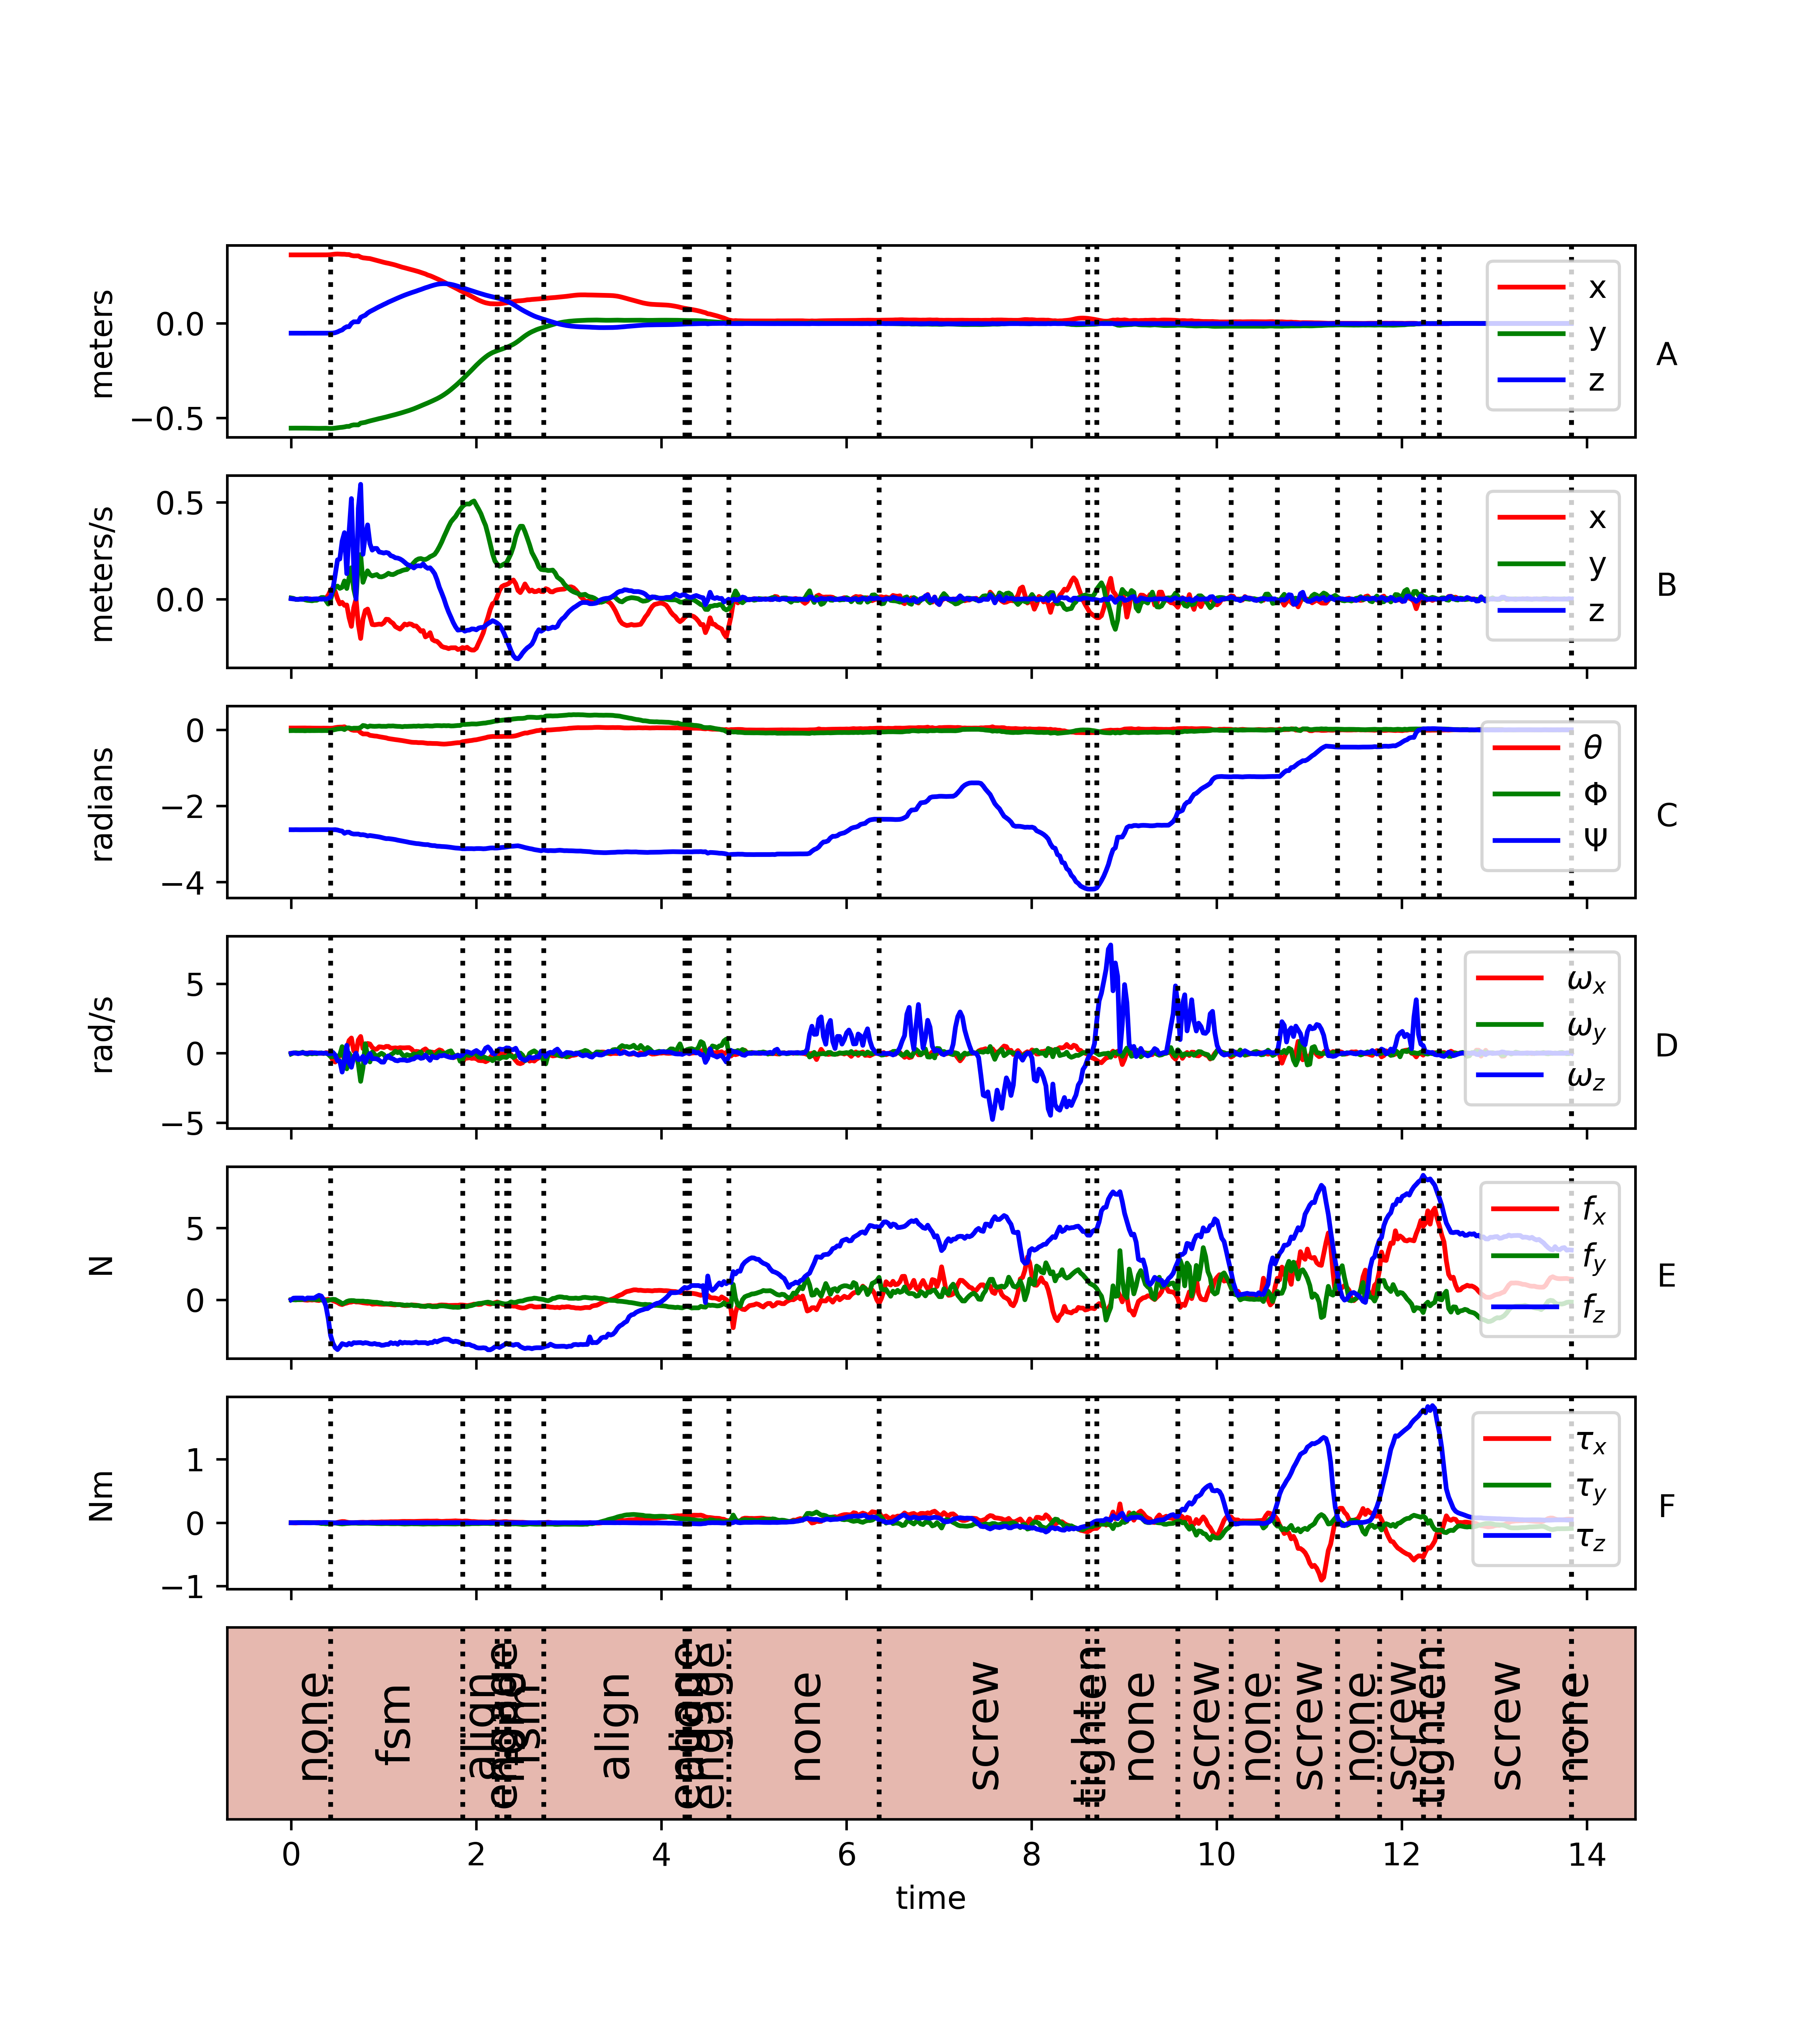 0.0
−0.5
meters
x
y
z
A
0.5
0.0
meters/s
x
y
z
B
0
−2
−4
radians
θ
Φ
Ψ
C
5
0
−5
rad/s
ωx
ωy
ωz
D
5
0
N
fx
fy
fz
E
1
0
−1
Nm
τx
τy
τz
F
none
fsm
align
engage
fsm
align
engage
none
screw
tighten
none
screw
none
screw
none
screw
tighten
screw
none
0 2 4 6 8 10 12 14
time